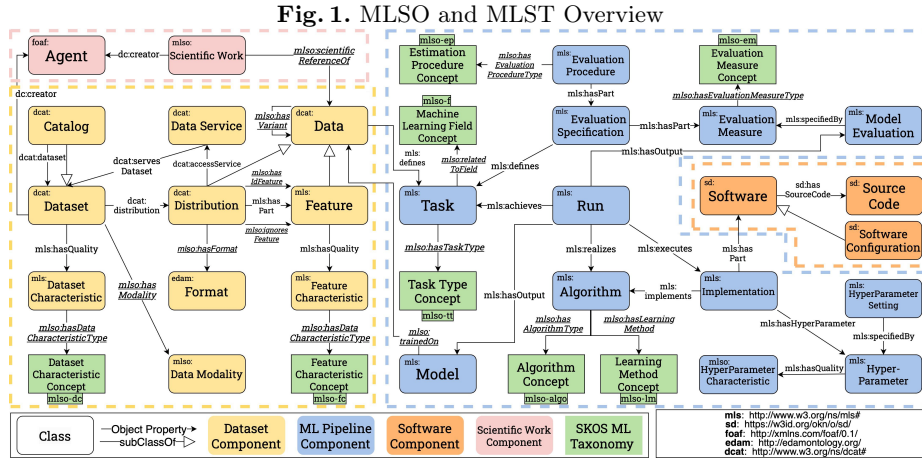 Fig. 1. MLSO and MLST Overview
foaf:
Agent
dc:creator
mlso:
Scientific Work
mlso:scientific
ReferenceOf
dc:creator
dcat:
Catalog
dcat:dataset
dcat:
Data Service
dcat:serves
Dataset
dcat:accessService
mlso:has
Variant
dcat:
Data
dcat:
Dataset
dcat:
distribution
dcat:
Distribution
mlso:has
IdFeature
mls:has
Part
mlso:ignores
Feature
mls:
Feature
mls:hasQuality
mlso:has
Modality
mlso:hasFormat
mls:hasQuality
mls:
Dataset
Characteristic
edam:
Format
mls:
Feature
Characteristic
mlso:hasData
CharacteristicType
mlso:hasData
CharacteristicType
Dataset
Characteristic
Concept
mlso-dc
mlso:
Data Modality
Feature
Characteristic
Concept
mlso-fc
mlso-ep
Estimation
Procedure
Concept
mlso:has
Evaluation
ProcedureType
mls:
Evaluation
Procedure
mls:hasPart
mlso-em
Evaluation
Measure
Concept
mlso:hasEvaluationMeasureType
mlso-f
Machine
Learning Field
Concept
mlso:related
ToField
mls:
Evaluation
Specification
mls:hasPart
mls:
Evaluation
Measure
mls:specifiedBy
mls:
Model
Evaluation
mls:
defines
mls:defines
mls:hasOutput
mls:
Task
mls:achieves
mls:
Run
sd:
Software
sd:has
SourceCode
sd:
Source
Code
sd:
Software
Configuration
mlso:hasTaskType
mls:realizes
mls:executes
mls:has
Part
Task Type
Concept
mlso-tt
mls:hasOutput
mls:
Algorithm
mls:
implements
mls:
Implementation
mls:
HyperParameter
Setting
mlso:
trainedOn
mlso:has
AlgorithmType
mlso:hasLearning
Method
mls:hasHyperParameter
mls:specifiedBy
mls:
Model
Algorithm
Concept
mlso-algo
Learning
Method
Concept
mlso-lm
mlso:
HyperParameter
Characteristic
mls:hasQuality
mls:
Hyper-
Parameter
Class
Object Property
subClassOf
Dataset
Component
ML Pipeline
Component
Software
Component
Scientific Work
Component
SKOS ML
Taxonomy
mls: http://www.w3.org/ns/mls#
sd: https://w3id.org/okn/o/sd/
foaf: http://xmlns.com/foaf/0.1/
edam: http://edamontology.org/
dcat: http://www.w3.org/ns/dcat#